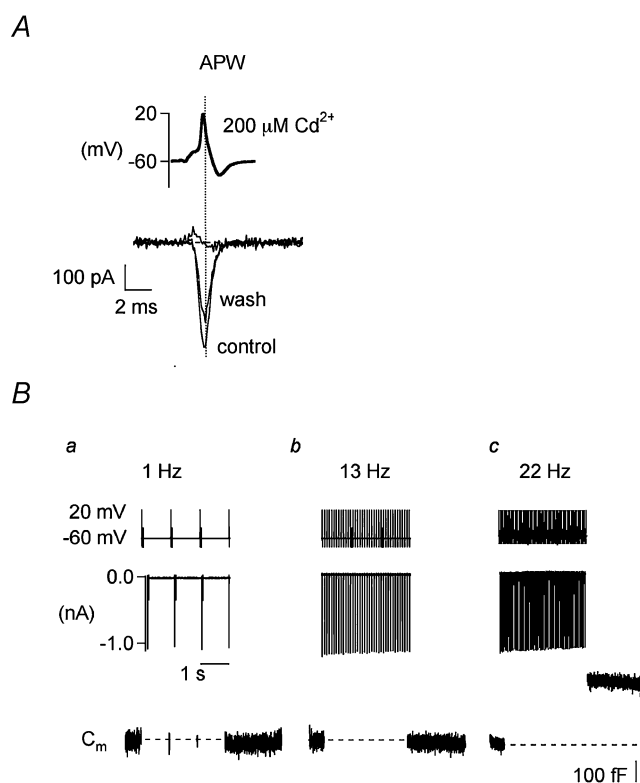 A
APW
20
200 μM Cd2+
(mV)
-60
100 pA
2 ms
wash
control
B
a
b
c
1 Hz
13 Hz
22 Hz
20 mV
-60 mV
0.0
(nA)
-1.0
1 s
Cm
100 fF